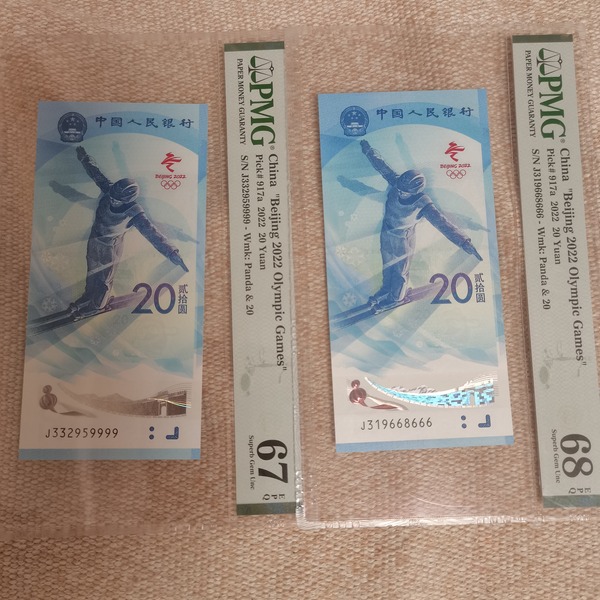 中国人民银行
BEIJING 2022
20
贰拾圆
J332959999
PMG®
PAPER MONEY GUARANTY
China "Beijing 2022 Olympic Games"
Pick# 917a 2022 20 Yuan
S/N J332959999 - Wmk: Panda & 20
67
Superb Gem Unc
E
P
Q
中国人民银行
BEIJING 2022
20
贰拾圆
J319668666
PMG®
PAPER MONEY GUARANTY
China "Beijing 2022 Olympic Games"
Pick# 917a 2022 20 Yuan
S/N J319668666 - Wmk: Panda & 20
68
Superb Gem Unc
E
P
Q